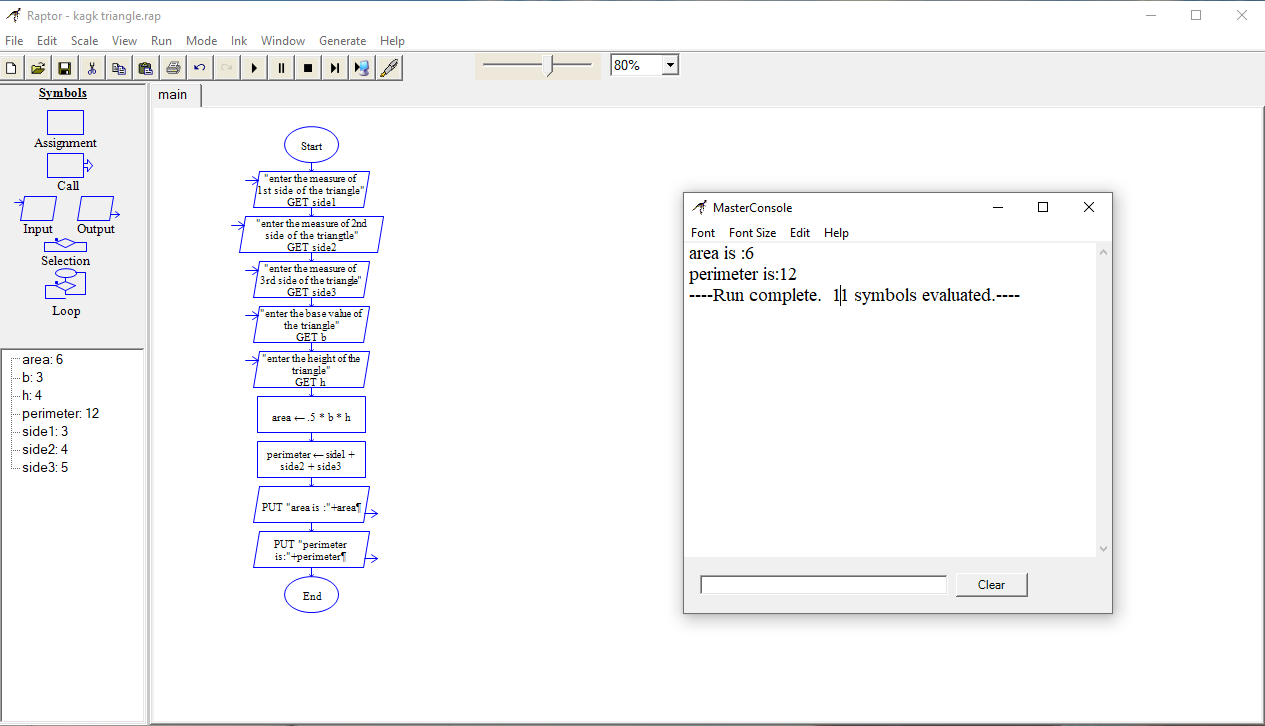 Raptor - kagk triangle.rap
File Edit Scale View Run Mode Ink Window Generate Help
80%
Symbols
Assignment
Call
Input Output
Selection
Loop
area: 6
b: 3
h: 4
perimeter: 12
side1: 3
side2: 4
side3: 5
main
Start
"enter the measure of
1st side of the triangle"
GET side1
"enter the measure of 2nd
side of the triangtle"
GET side2
"enter the measure of
3rd side of the triangle"
GET side3
"enter the base value of
the triangle"
GET b
"enter the height of the
triangle"
GET h
area ← .5 * b * h
perimeter ← side1 +
side2 + side3
PUT "area is :"+area¶
PUT "perimeter
is:"+perimeter¶
End
MasterConsole
Font Font Size Edit Help
area is :6
perimeter is:12
----Run complete. 11 symbols evaluated.----
Clear